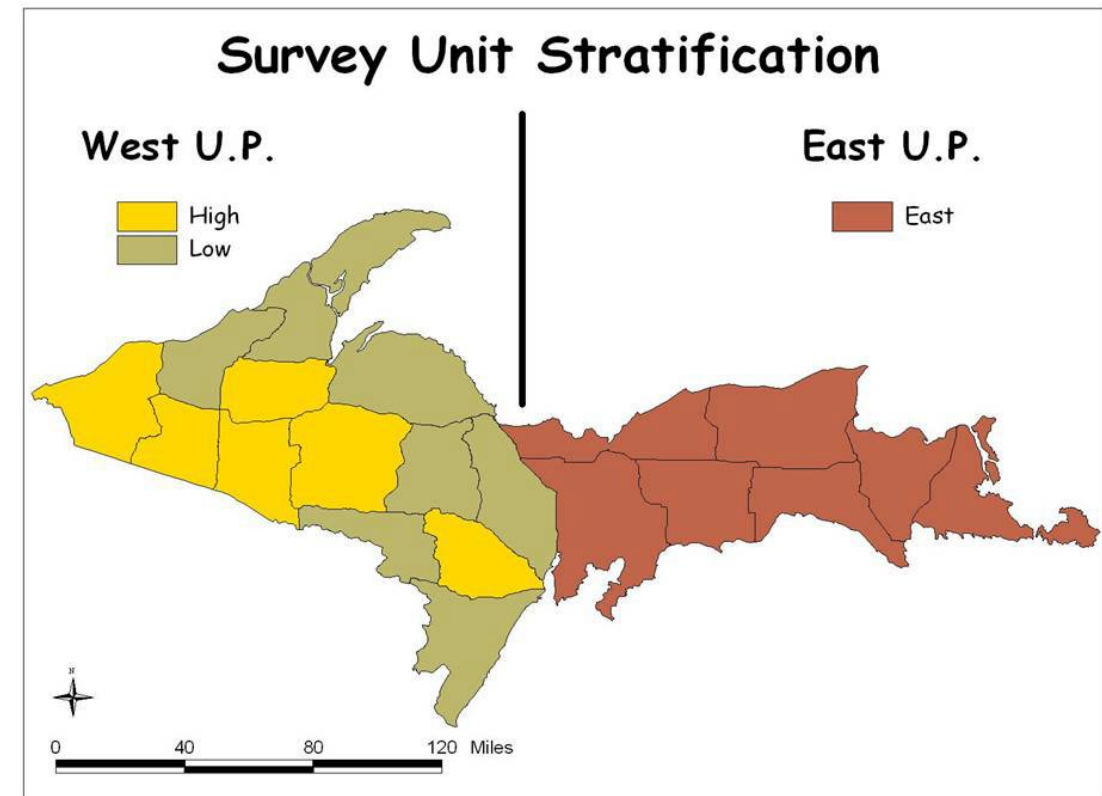 Survey Unit Stratification
West U.P.
High
Low
East U.P.
East
N
0 40 80 120 Miles